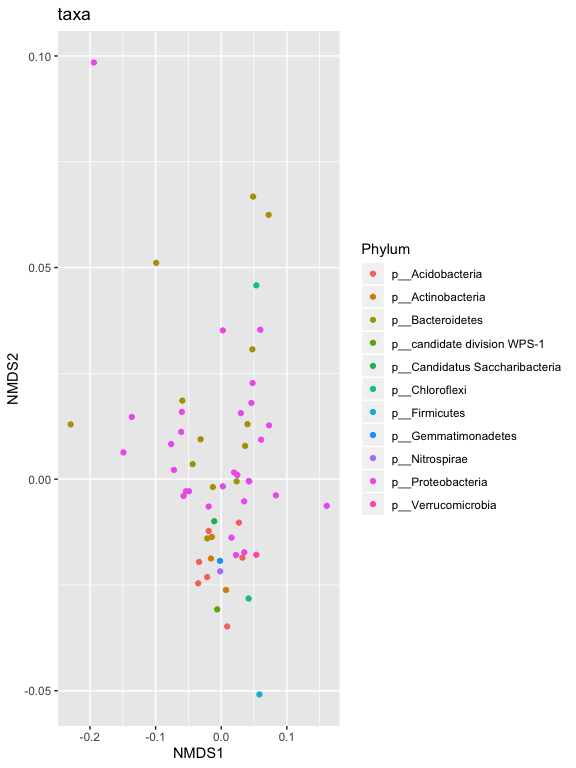 taxa
0.10
0.05
0.00
-0.05
NMDS2
-0.2
-0.1
0.0
0.1
NMDS1
Phylum
p__Acidobacteria
p__Actinobacteria
p__Bacteroidetes
p__candidate division WPS-1
p__Candidatus Saccharibacteria
p__Chloroflexi
p__Firmicutes
p__Gemmatimonadetes
p__Nitrospirae
p__Proteobacteria
p__Verrucomicrobia